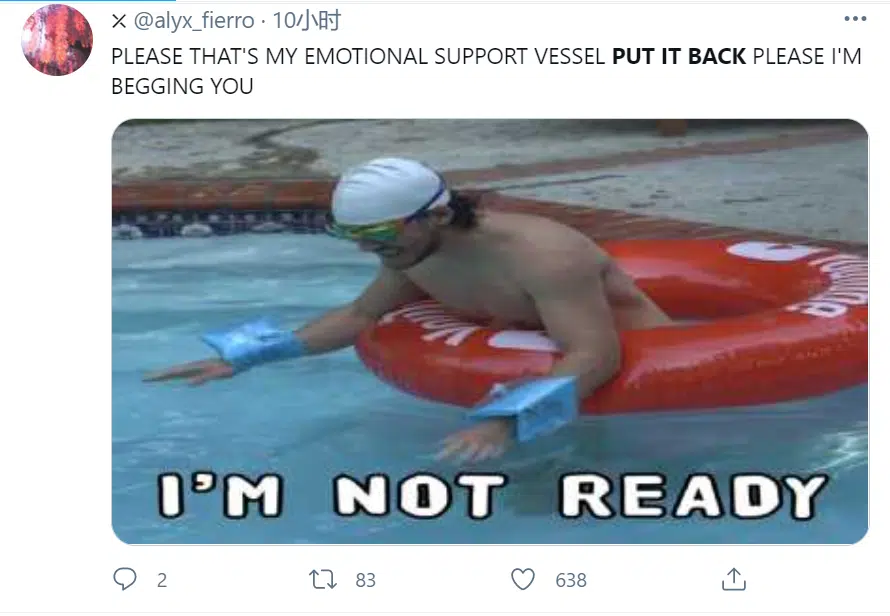 @alyx_fierro · 10小时
PLEASE THAT'S MY EMOTIONAL SUPPORT VESSEL PUT IT BACK PLEASE I'M
BEGGING YOU
I'M NOT READY
2 83 638